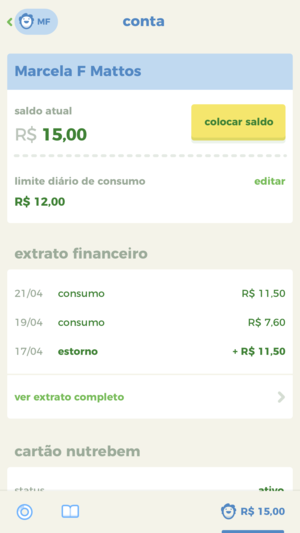 MF
conta
Marcela F Mattos
saldo atual
R$ 15,00
colocar saldo
limite diário de consumo
editar
R$ 12,00
extrato financeiro
21/04 consumo R$ 11,50
19/04 consumo R$ 7,60
17/04 estorno + R$ 11,50
ver extrato completo
cartão nutrebem
status ativo
R$ 15,00